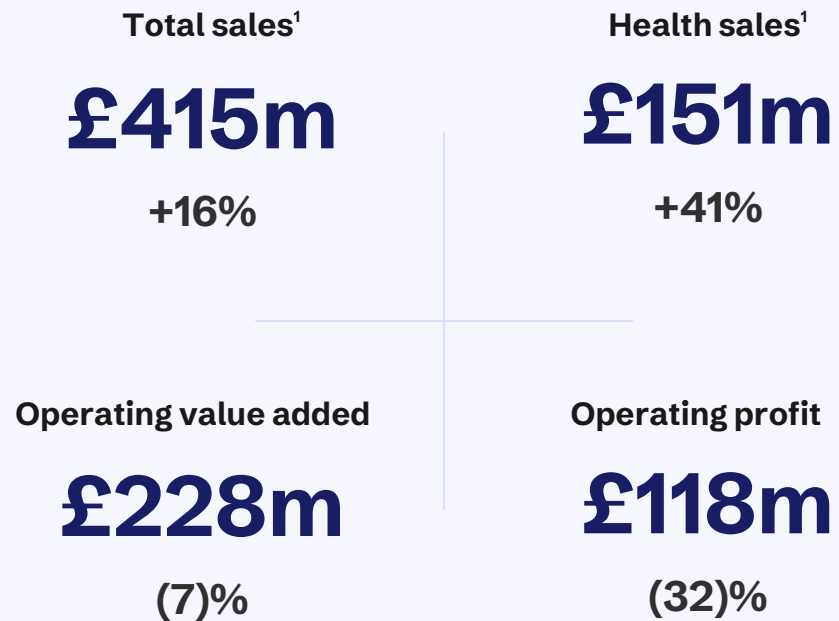 Total sales¹
£415m
+16%
Health sales¹
£151m
+41%
Operating value added
£228m
(7)%
Operating profit
£118m
(32)%